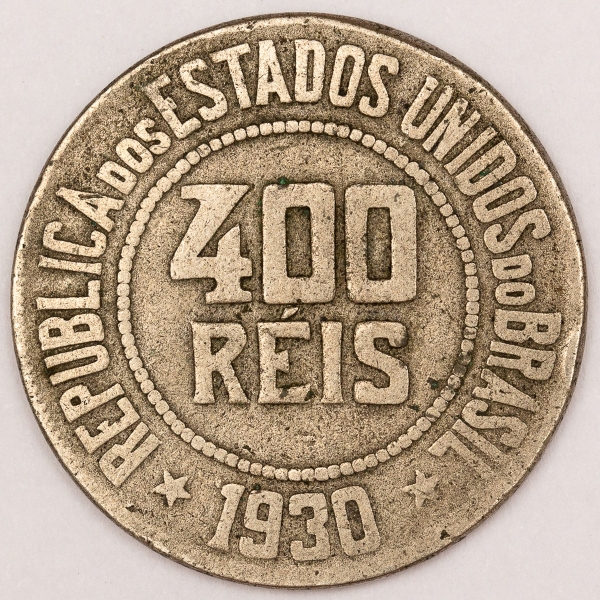 REPUBLICA DOS ESTADOS UNIDOS DO BRASIL
400
RÉIS
1930